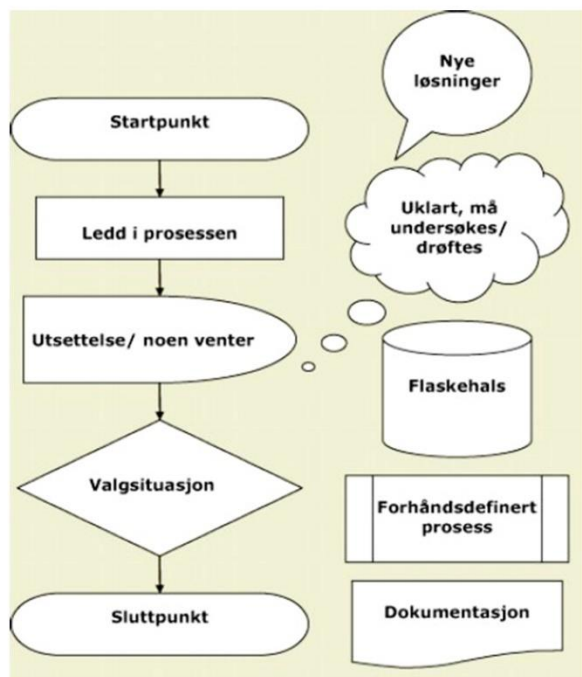 Startpunkt
Ledd i prosessen
Utsettelse/ noen venter
Valgsituasjon
Sluttpunkt
Nye
løsninger
Uklart, må
undersøkes/
drøftes
Flaskehals
Forhåndsdefinert
prosess
Dokumentasjon